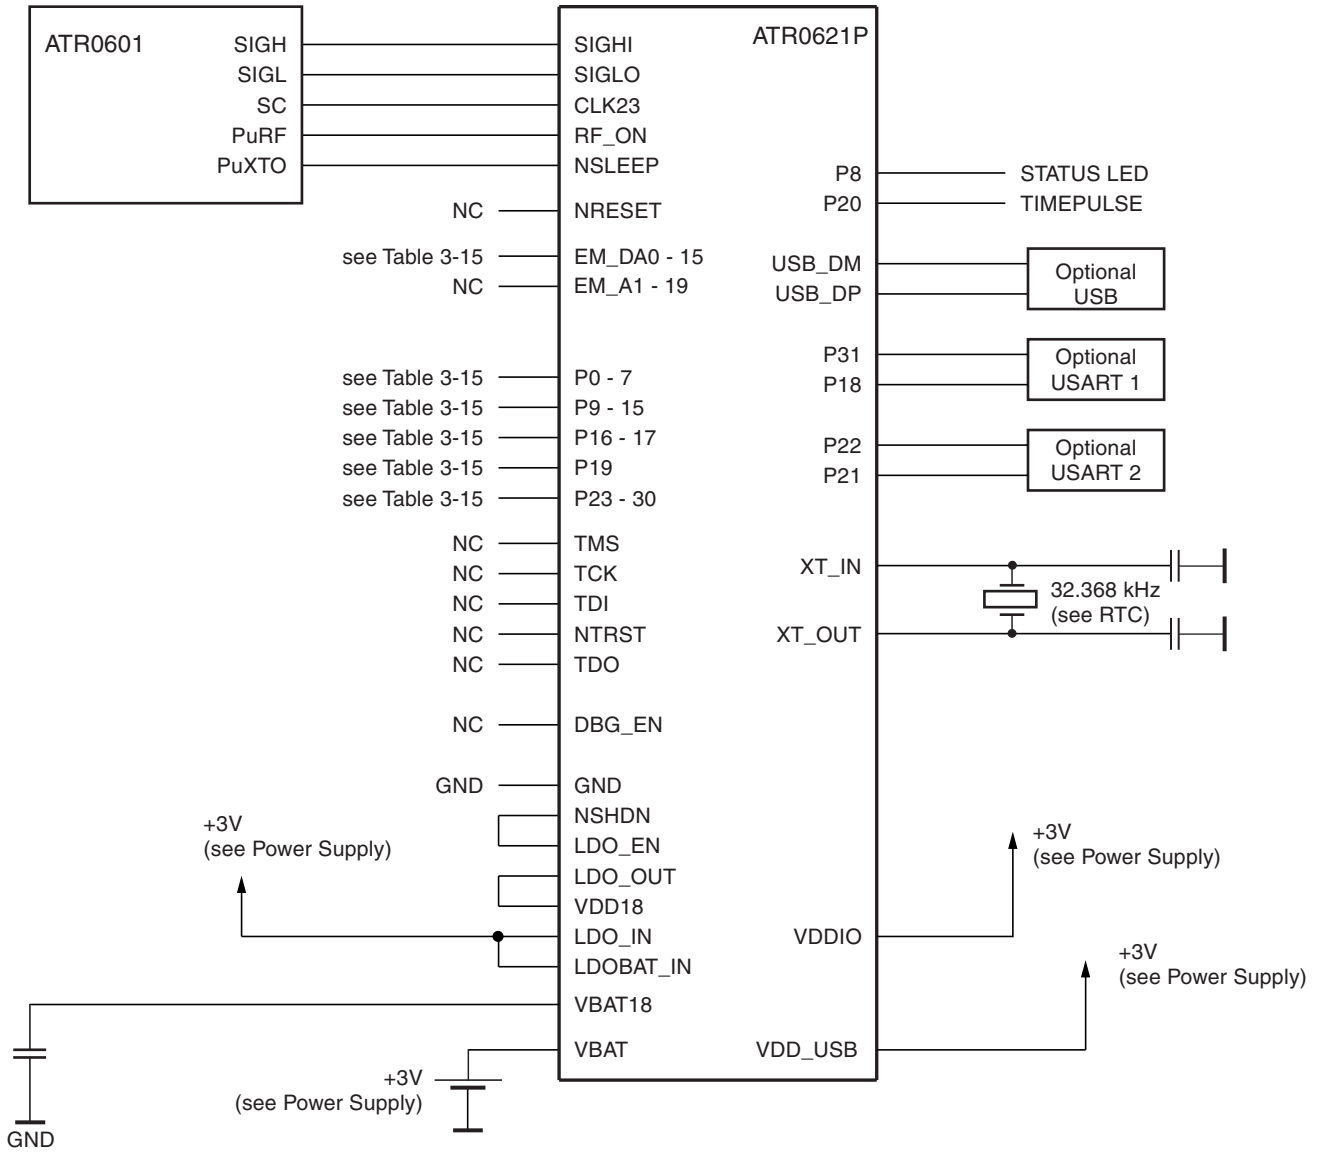 ATR0601
SIGH
SIGL
SC
PuRF
PuXTO
ATR0621P
SIGHI
SIGLO
CLK23
RF_ON
NSLEEP
NC NRESET
see Table 3-15 EM_DA0 - 15
NC EM_A1 - 19
see Table 3-15 P0 - 7
see Table 3-15 P9 - 15
see Table 3-15 P16 - 17
see Table 3-15 P19
see Table 3-15 P23 - 30
NC TMS
NC TCK
NC TDI
NC NTRST
NC TDO
NC DBG_EN
GND GND
NSHDN
LDO_EN
LDO_OUT
VDD18
LDO_IN
LDOBAT_IN
VBAT18
VBAT
+3V
(see Power Supply)
GND
+3V
(see Power Supply)
P8 STATUS LED
P20 TIMEPULSE
USB_DM
USB_DP
Optional
USB
P31
P18
Optional
USART 1
P22
P21
Optional
USART 2
XT_IN
XT_OUT
32.368 kHz
(see RTC)
VDDIO
+3V
(see Power Supply)
VDD_USB
+3V
(see Power Supply)